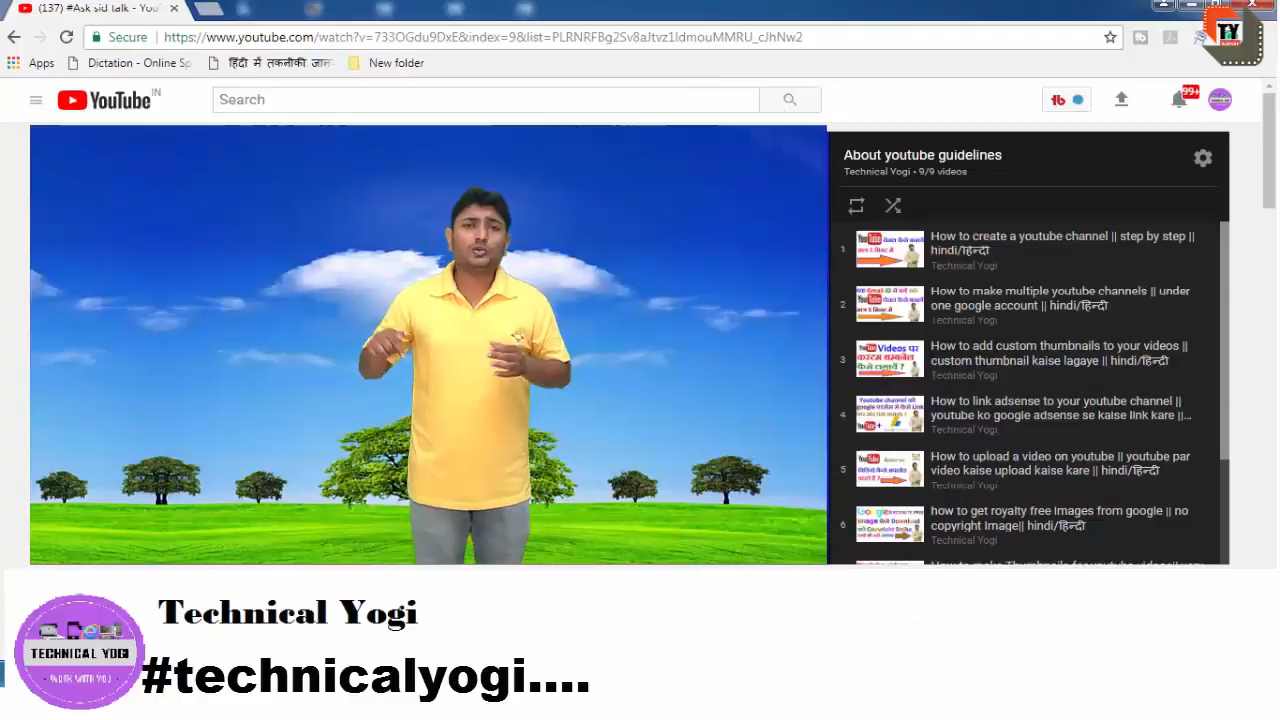 (137) #Ask sid talk - You
Secure
https://www.youtube.com/watch?v=733OGdu9DxE&index=9&list=PLRNRFBg2Sv8aJtvz1ldmouMMRU_cJhNw2
Apps
Dictation - Online Sp
हिंदी में तकनीकी जान
New folder
TY
YouTube IN
Search
99+
About youtube guidelines
Technical Yogi • 9/9 videos
1
How to create a youtube channel || step by step ||
hindi/हिन्दी
Technical Yogi
2
How to make multiple youtube channels || under
one google account || hindi/हिन्दी
Technical Yogi
3
How to add custom thumbnails to your videos ||
custom thumbnail kaise lagaye || hindi/हिन्दी
Technical Yogi
4
How to link adsense to your youtube channel ||
youtube ko google adsense se kaise link kare ||...
Technical Yogi
5
How to upload a video on youtube || youtube par
video kaise upload kaise kare || hindi/हिन्दी
Technical Yogi
6
how to get royalty free images from google || no
copyright image|| hindi/हिन्दी
Technical Yogi
Technical Yogi
TECHNICAL YOGI
WORK WITH YOU
#technicalyogi....